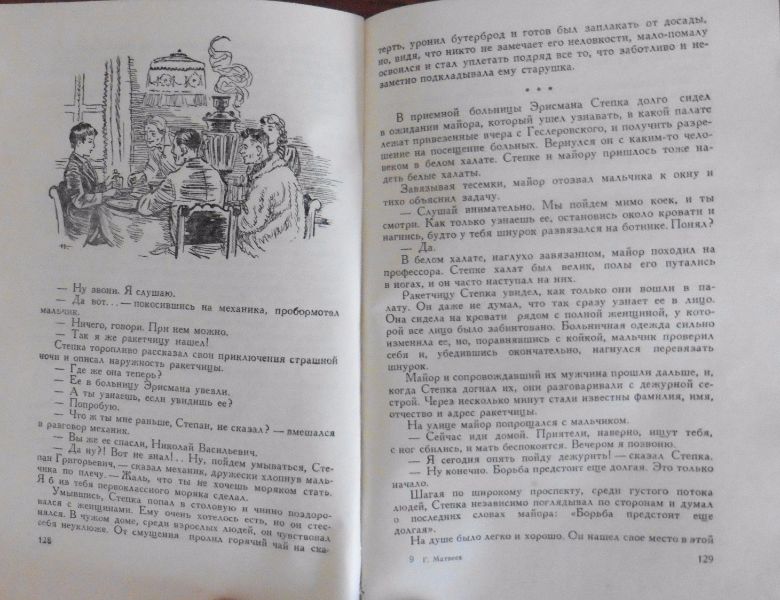 — Ну звони. Я слушаю.
— Да вот... — покосившись на механика, пробормотал
мальчик.
— Ничего, говори. При нем можно.
— Так я же ракетчицу нашел!
Степка торопливо рассказал свои приключения страшной
ночи и описал наружность ракетчицы.
— Где же она теперь?
— Ее в больницу Эрисмана увезли.
— А ты узнаешь, если увидишь ее?
— Попробую.
— Что ж ты мне раньше, Степан, не сказал? — вмешался
в разговор механик.
— Вы же ее спасли, Николай Васильевич.
— Да ну?! Вот не знал!.. Ну, пойдем умываться, Сте-
пан Григорьевич, — сказал механик, дружески хлопнув маль-
чика по плечу. — Жаль, что ты не хочешь моряком стать.
Я б из тебя первоклассного моряка сделал.
Умывшись, Степка попал в столовую и чинно поздоро-
вался с женщинами. Ему очень хотелось есть, но он стес-
нялся. В чужом доме, среди взрослых людей, он чувствовал
себя неуклюже. От смущения пролил горячий чай на ска-
128
терть, уронил бутерброд и готов был заплакать от досады,
но, видя, что никто не замечает его неловкости, мало-помалу
освоился и стал уплетать подряд все то, что заботливо и не-
заметно подкладывала ему старушка.
* * *
В приемной больницы Эрисмана Степка долго сидел
в ожидании майора, который ушел узнавать, в какой палате
лежат привезенные вчера с Геслеровского, и получить разре-
шение на посещение больных. Вернулся он с каким-то чело-
веком в белом халате. Степке и майору пришлось тоже на-
деть белые халаты.
Завязывая тесемки, майор отозвал мальчика к окну и
тихо объяснил задачу.
— Слушай внимательно. Мы пойдем мимо коек, и ты
смотри. Как только узнаешь ее, остановись около кровати и
нагнись, будто у тебя шнурок развязался на ботинке. Понял?
— Да.
В белом халате, наглухо завязанном, майор походил на
профессора. Степке халат был велик, полы его путались
в ногах, и он часто наступал на них.
Ракетчицу Степка увидел, как только они вошли в па-
лату. Он даже не думал, что так сразу узнает ее в лицо.
Она сидела на кровати рядом с полной женщиной, у кото-
рой все лицо было забинтовано. Больничная одежда сильно
изменила ее, но, поравнявшись с койкой, мальчик проверил
себя и, убедившись окончательно, нагнулся перевязать
шнурок.
Майор и сопровождавший их мужчина прошли дальше, и,
когда Степка догнал их, они разговаривали с дежурной се-
строй. Через несколько минут стали известны фамилия, имя,
отчество и адрес ракетчицы.
На улице майор попрощался с мальчиком.
— Сейчас иди домой. Приятели, наверно, ищут тебя,
с ног сбились, и мать беспокоится. Вечером я позвоню.
— Я сегодня опять пойду дежурить! — сказал Степка.
— Ну конечно. Борьба предстоит еще долгая. Это только
начало.
Шагая по широкому проспекту, среди густого потока
людей, Степка независимо поглядывал по сторонам и думал
о последних словах майора: «Борьба предстоит еще
долгая».
На душе было легко и хорошо. Он нашел свое место в этой
9 Г. Матвеев
129